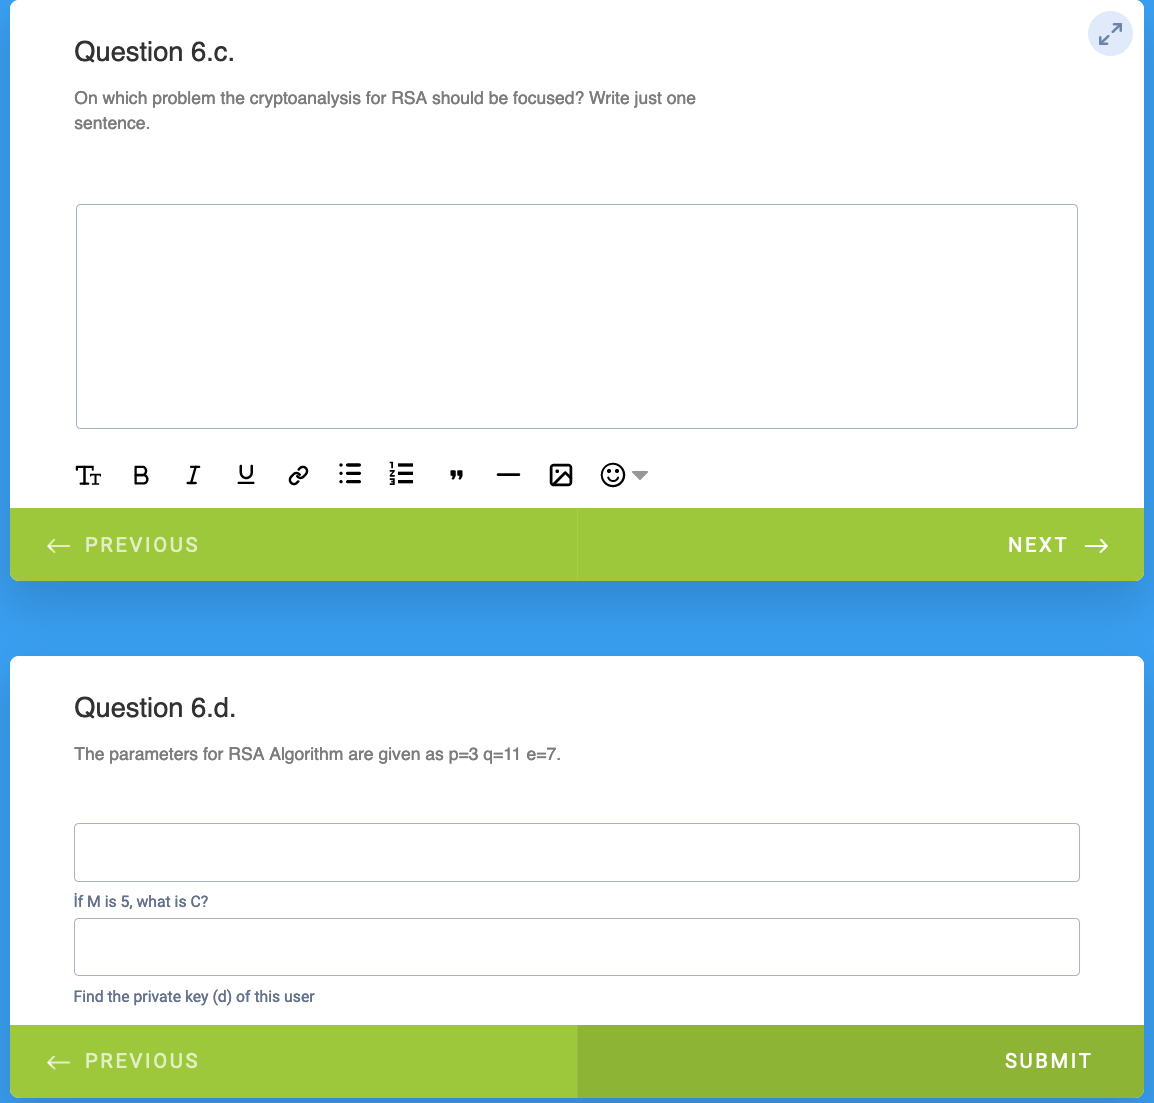 Question 6.c.
On which problem the cryptoanalysis for RSA should be focused? Write just one
sentence.
PREVIOUS
NEXT
Question 6.d.
The parameters for RSA Algorithm are given as p=3 q=11 e=7.
İf M is 5, what is C?
Find the private key (d) of this user
PREVIOUS
SUBMIT